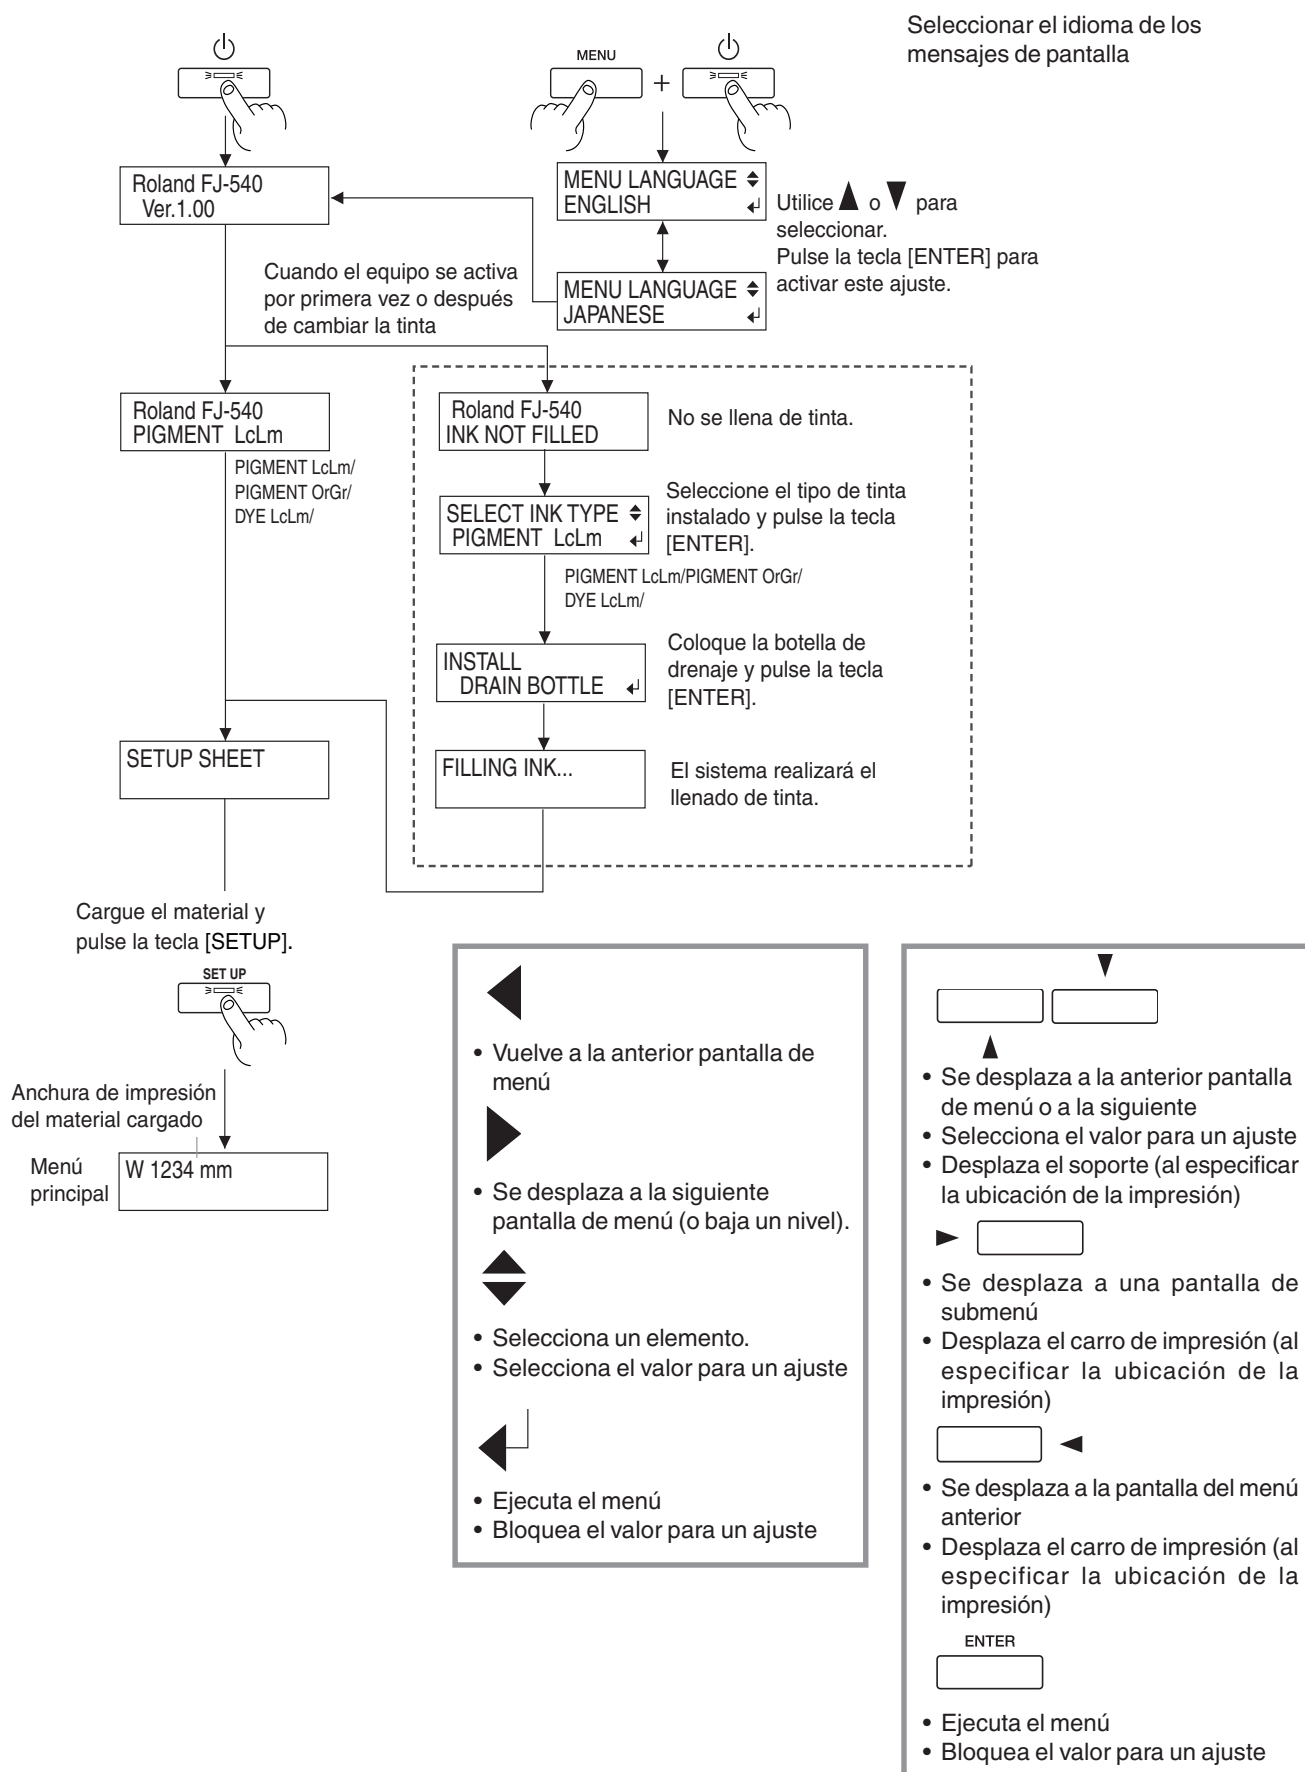 Seleccionar el idioma de los
mensajes de pantalla
MENU
+
Roland FJ-540
Ver.1.00
MENU LANGUAGE
ENGLISH
Utilice ▲ o ▼ para
seleccionar.
Pulse la tecla [ENTER] para
activar este ajuste.
MENU LANGUAGE
JAPANESE
Cuando el equipo se activa
por primera vez o después
de cambiar la tinta
Roland FJ-540
PIGMENT LcLm
PIGMENT LcLm/
PIGMENT OrGr/
DYE LcLm/
Roland FJ-540
INK NOT FILLED
No se llena de tinta.
SELECT INK TYPE
PIGMENT LcLm
Seleccione el tipo de tinta
instalado y pulse la tecla
[ENTER].
PIGMENT LcLm/PIGMENT OrGr/
DYE LcLm/
INSTALL
DRAIN BOTTLE
Coloque la botella de
drenaje y pulse la tecla
[ENTER].
FILLING INK...
El sistema realizará el
llenado de tinta.
SETUP SHEET
Cargue el material y
pulse la tecla [SETUP].
SET UP
Anchura de impresión
del material cargado
Menú
principal
W 1234 mm
• Vuelve a la anterior pantalla de
menú
• Se desplaza a la siguiente
pantalla de menú (o baja un nivel).
• Selecciona un elemento.
• Selecciona el valor para un ajuste
• Ejecuta el menú
• Bloquea el valor para un ajuste
• Se desplaza a la anterior pantalla
de menú o a la siguiente
• Selecciona el valor para un ajuste
• Desplaza el soporte (al especificar
la ubicación de la impresión)
• Se desplaza a una pantalla de
submenú
• Desplaza el carro de impresión (al
especificar la ubicación de la
impresión)
• Se desplaza a la pantalla del menú
anterior
• Desplaza el carro de impresión (al
especificar la ubicación de la
impresión)
ENTER
• Ejecuta el menú
• Bloquea el valor para un ajuste